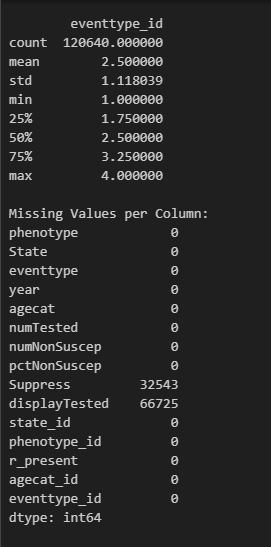 eventtype_id
count 120640.000000
mean 2.500000
std 1.118039
min 1.000000
25% 1.750000
50% 2.500000
75% 3.250000
max 4.000000
Missing Values per Column:
phenotype 0
State 0
eventtype 0
year 0
agecat 0
numTested 0
numNonSuscep 0
pctNonSuscep 0
Suppress 32543
displayTested 66725
state_id 0
phenotype_id 0
r_present 0
agecat_id 0
eventtype_id 0
dtype: int64